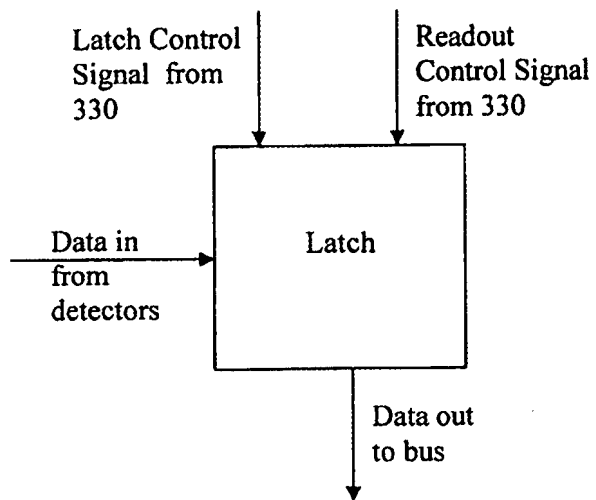 Latch Control
Signal from
330
Readout
Control Signal
from 330
Data in
from
detectors
Latch
Data out
to bus